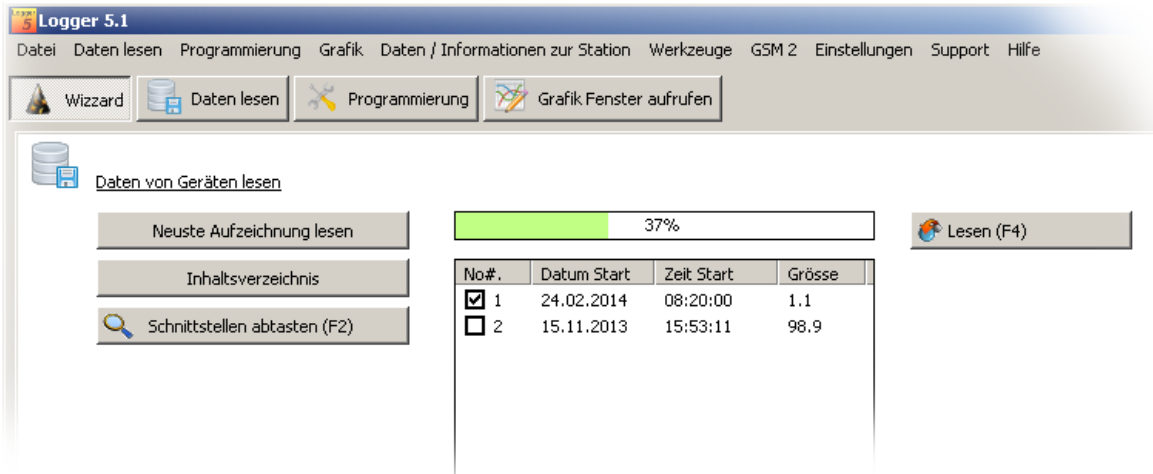 Logger 5.1
Datei Daten lesen Programmierung Grafik Daten / Informationen zur Station Werkzeuge GSM 2 Einstellungen Support Hilfe
Wizzard Daten lesen Programmierung Grafik Fenster aufrufen
Daten von Geräten lesen
Neuste Aufzeichnung lesen 37% Lesen (F4)
Inhaltsverzeichnis
Schnittstellen abtasten (F2)
No#. Datum Start Zeit Start Grösse
1 24.02.2014 08:20:00 1.1
2 15.11.2013 15:53:11 98.9